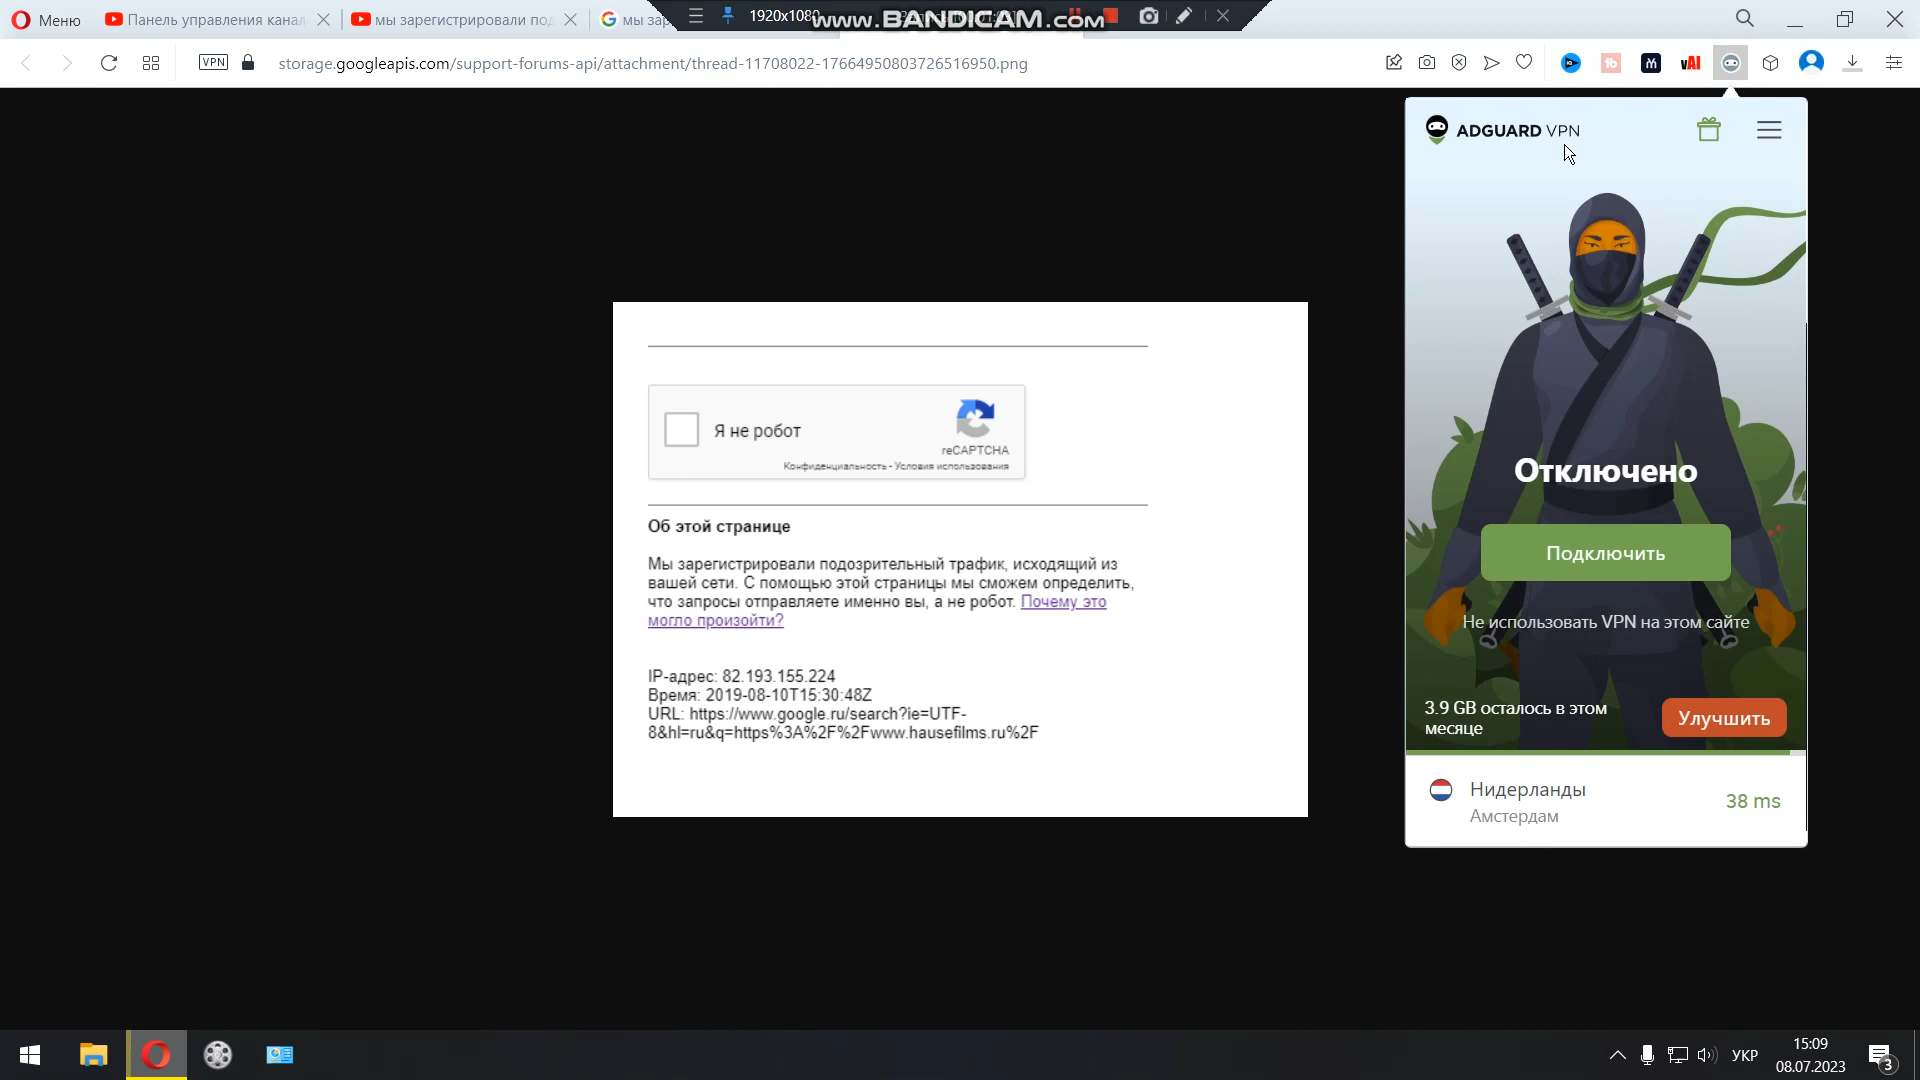 Меню
Панель управления канал
мы зарегистрировали под
мы зар
1920x1080
www.BANDICAM.com
VPN
storage.googleapis.com/support-forums-api/attachment/thread-11708022-17664950803726516950.png
vAI
ADGUARD VPN
Я не робот
reCAPTCHA
Конфиденциальность - Условия использования
Об этой странице
Мы зарегистрировали подозрительный трафик, исходящий из
вашей сети. С помощью этой страницы мы сможем определить,
что запросы отправляете именно вы, а не робот. Почему это
могло произойти?
IP-адрес: 82.193.155.224
Время: 2019-08-10T15:30:48Z
URL: https://www.google.ru/search?ie=UTF-
8&hl=ru&q=https%3A%2F%2Fwww.hausefilms.ru%2F
Отключено
Подключить
Не использовать VPN на этом сайте
3.9 GB осталось в этом
месяце
Улучшить
Нидерланды
Амстердам
38 ms
УКР
15:09
08.07.2023
3